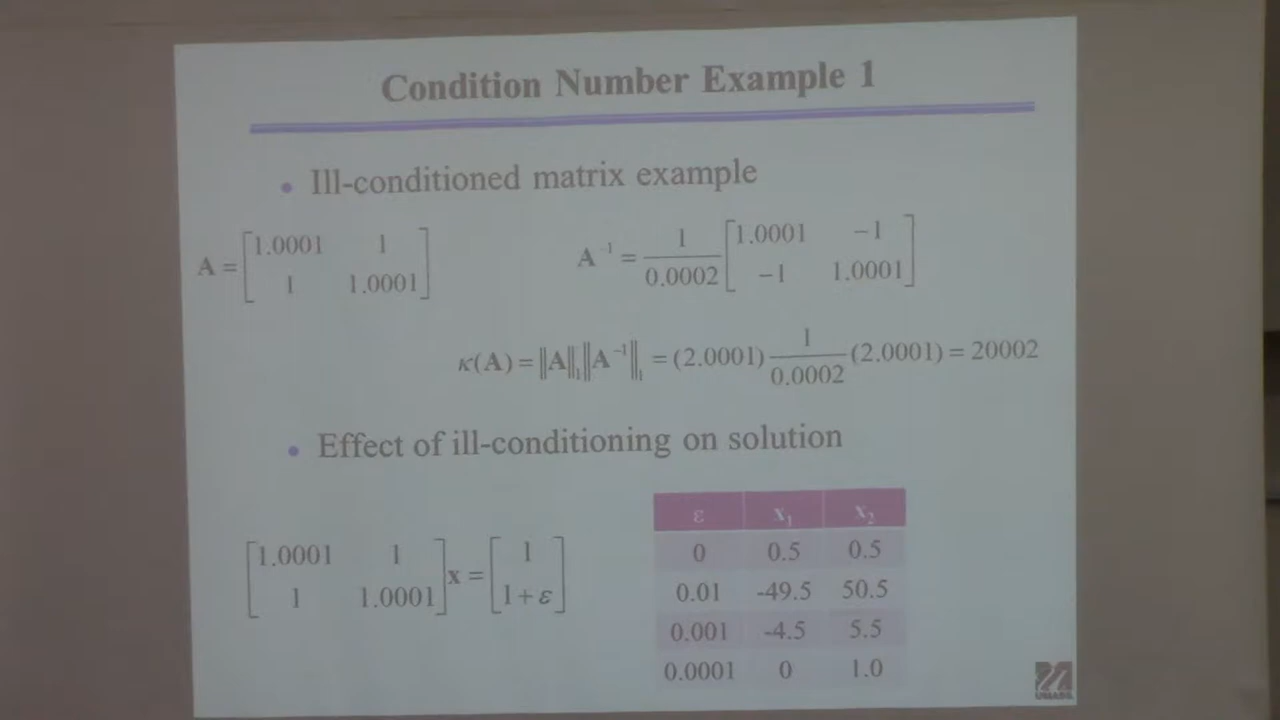 Condition Number Example 1
• Ill-conditioned matrix example
A = [1.0001 1; 1 1.0001] A⁻¹ = 1/0.0002 [1.0001 −1; −1 1.0001]
κ(A) = ‖A‖₁‖A⁻¹‖₁ = (2.0001) 1/0.0002 (2.0001) = 20002
• Effect of ill-conditioning on solution
[1.0001 1; 1 1.0001] x = [1; 1+ε]
ε x₁ x₂
0 0.5 0.5
0.01 -49.5 50.5
0.001 -4.5 5.5
0.0001 0 1.0
UMASS